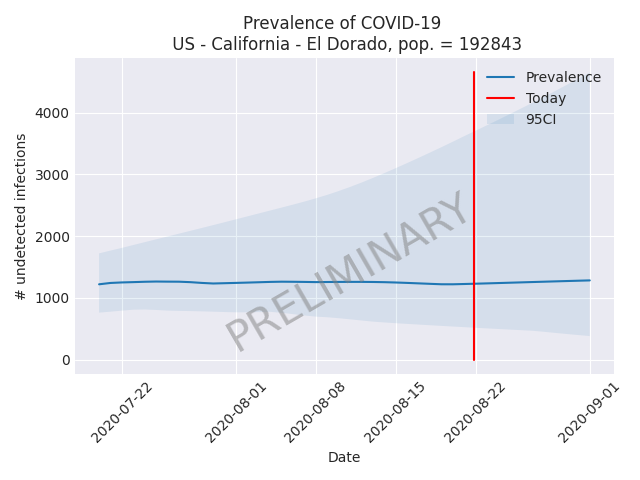 Prevalence of COVID-19
US - California - El Dorado, pop. = 192843
Prevalence
Today
95CI
4000
3000
2000
1000
0
# undetected infections
PRELIMINARY
2020-07-22
2020-08-01
2020-08-08
2020-08-15
2020-08-22
2020-09-01
Date